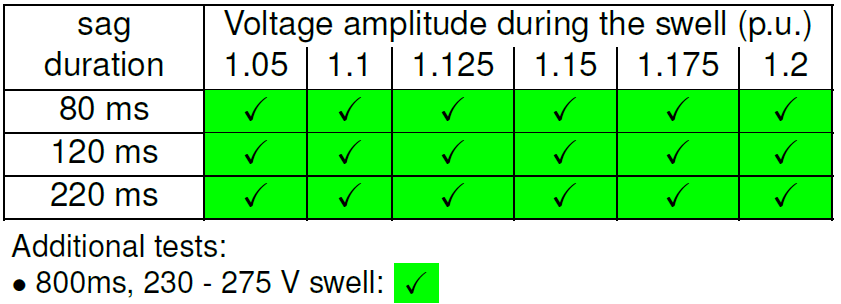 sag Voltage amplitude during the swell (p.u.)
duration 1.05 1.1 1.125 1.15 1.175 1.2
80 ms ✓ ✓ ✓ ✓ ✓ ✓
120 ms ✓ ✓ ✓ ✓ ✓ ✓
220 ms ✓ ✓ ✓ ✓ ✓ ✓
Additional tests:
• 800ms, 230 - 275 V swell: ✓